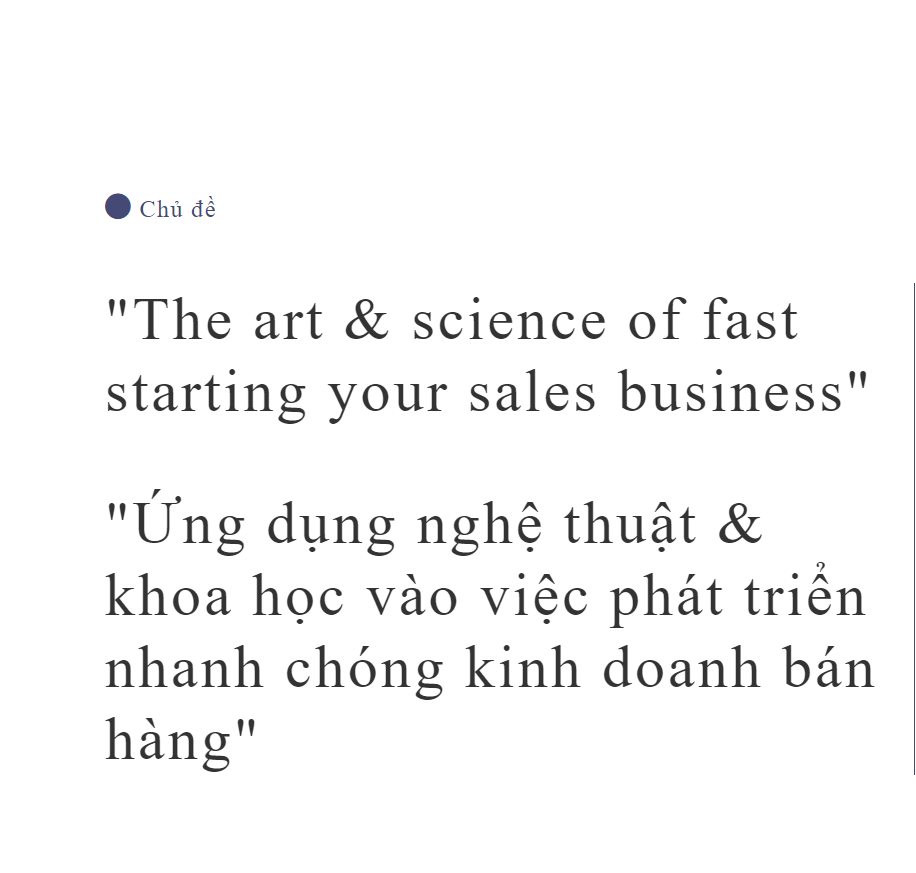 Chủ đề
"The art & science of fast
starting your sales business"
"Ứng dụng nghệ thuật &
khoa học vào việc phát triển
nhanh chóng kinh doanh bán
hàng"